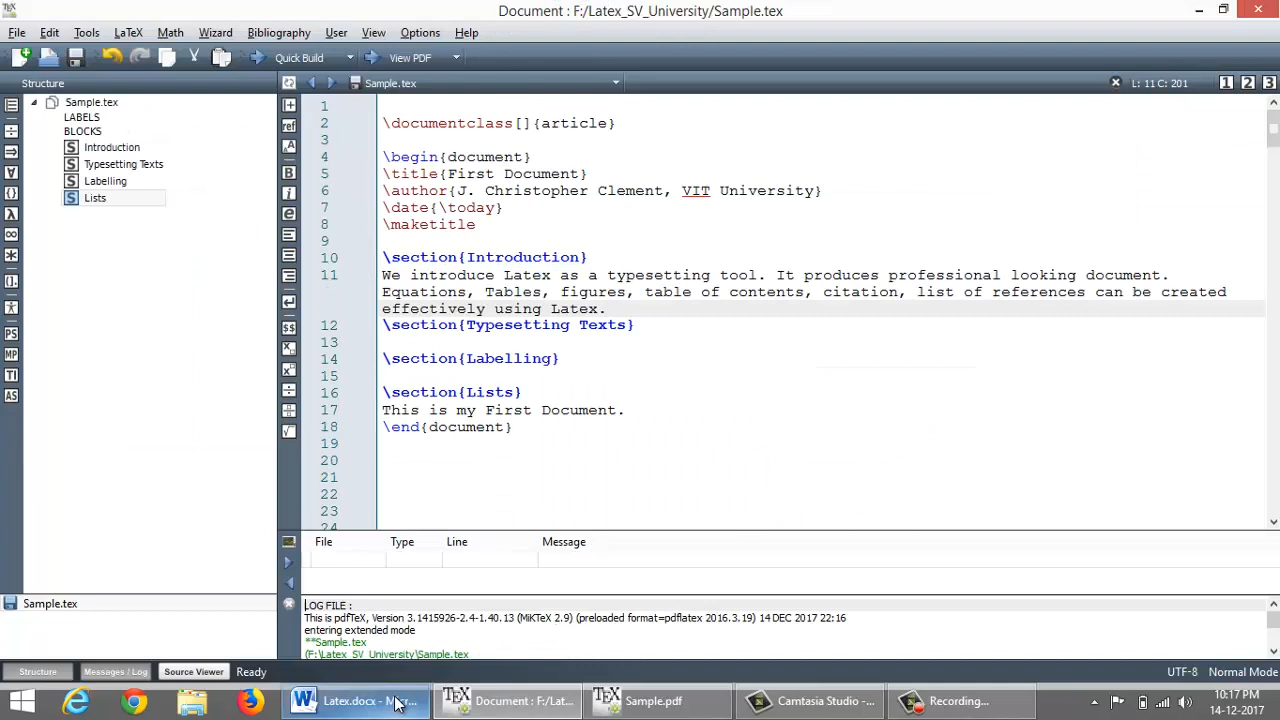 Document : F:/Latex_SV_University/Sample.tex
File Edit Tools LaTeX Math Wizard Bibliography User View Options Help
Quick Build View PDF
Structure
Sample.tex
L: 11 C: 201
1 2 3
Sample.tex
LABELS
BLOCKS
Introduction
Typesetting Texts
Labelling
Lists
1
2 \documentclass[]{article}
3
4 \begin{document}
5 \title{First Document}
6 \author{J. Christopher Clement, VIT University}
7 \date{\today}
8 \maketitle
9
10 \section{Introduction}
11 We introduce Latex as a typesetting tool. It produces professional looking document.
Equations, Tables, figures, table of contents, citation, list of references can be created
effectively using Latex.
12 \section{Typesetting Texts}
13
14 \section{Labelling}
15
16 \section{Lists}
17 This is my First Document.
18 \end{document}
19
20
21
22
23
24
File Type Line Message
Sample.tex
LOG FILE :
This is pdfTeX, Version 3.1415926-2.4-1.40.13 (MiKTeX 2.9) (preloaded format=pdflatex 2016.3.19) 14 DEC 2017 22:16
entering extended mode
**Sample.tex
(F:\Latex_SV_University\Sample.tex
Structure Messages / Log Source Viewer Ready
UTF-8 Normal Mode
Latex.docx - M
Document : F:/Lat...
Sample.pdf
Camtasia Studio - ...
Recording...
10:17 PM
14-12-2017